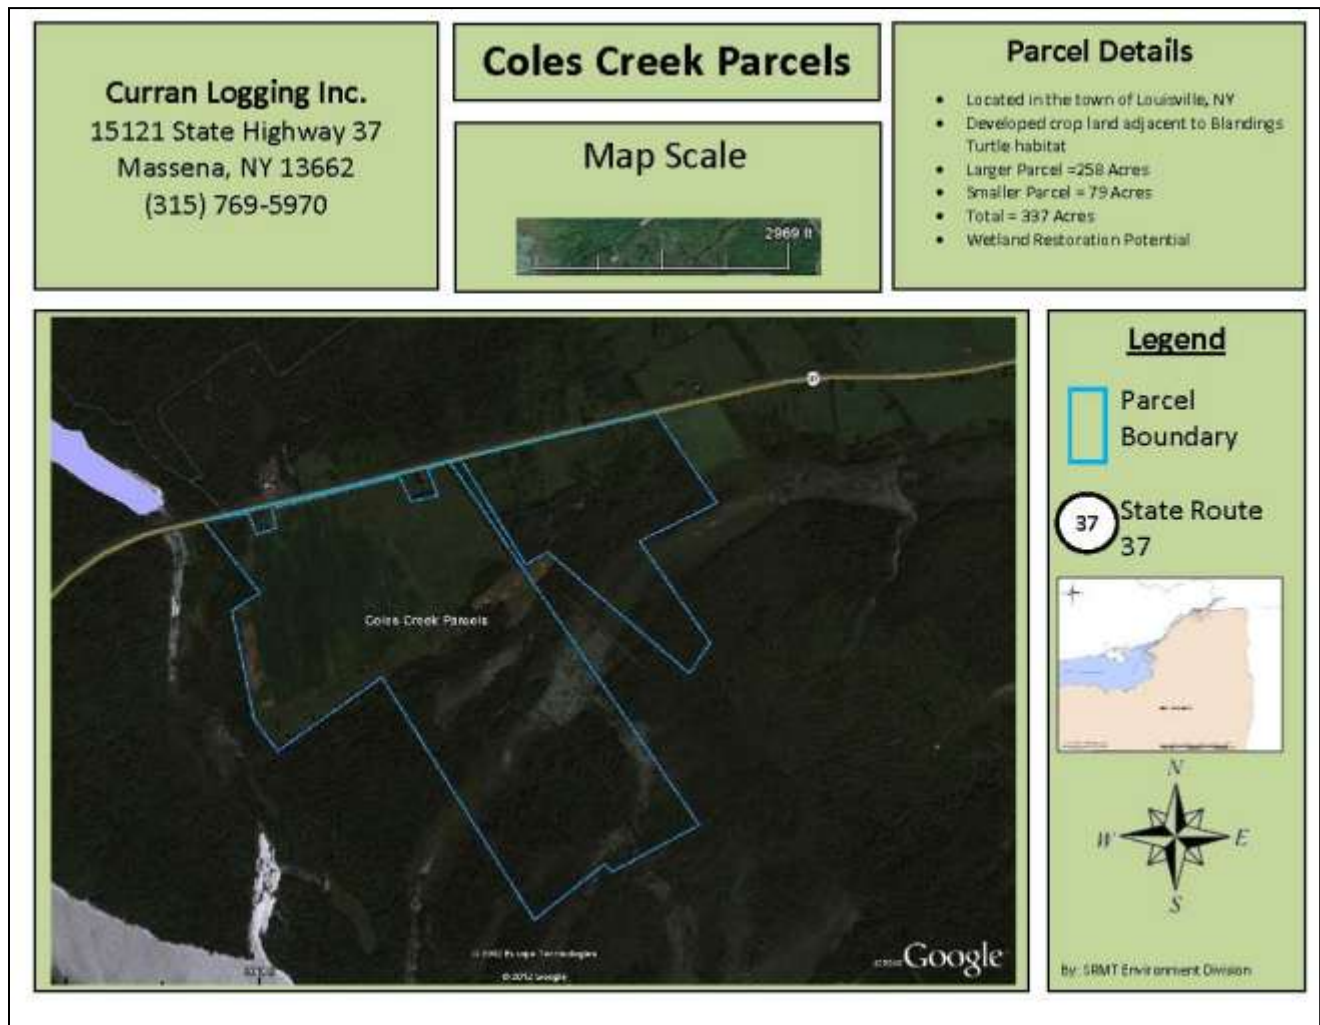 Curran Logging Inc.
15121 State Highway 37
Massena, NY 13662
(315) 769-5970
Coles Creek Parcels
Map Scale
2969 ft
Parcel Details
• Located in the town of Louisville, NY
• Developed crop land adjacent to Blandings
Turtle habitat
• Larger Parcel =258 Acres
• Smaller Parcel = 79 Acres
• Total = 337 Acres
• Wetland Restoration Potential
37
Coles Creek Parcels
© 2012 Google
Google
Legend
Parcel
Boundary
37
State Route
37
N
W
E
S
By: SRMT Environment Division